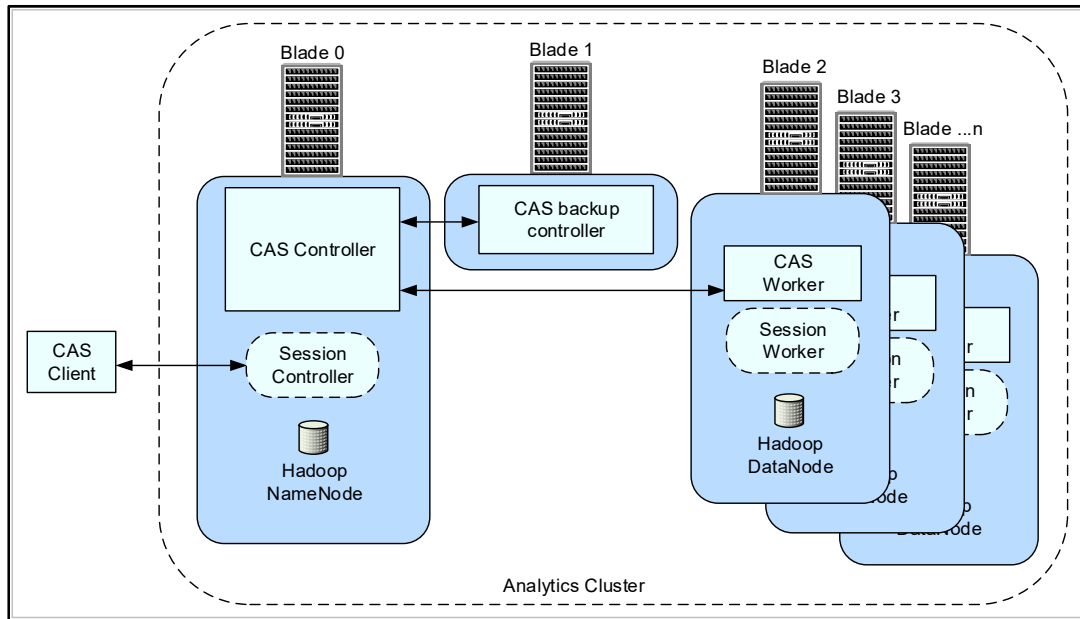 Blade 0
Blade 1
Blade 2
Blade 3
Blade ...n
CAS Controller
CAS backup
controller
CAS
Worker
Session
Worker
Hadoop
DataNode
CAS
Client
Session
Controller
Hadoop
NameNode
DataNode
Analytics Cluster